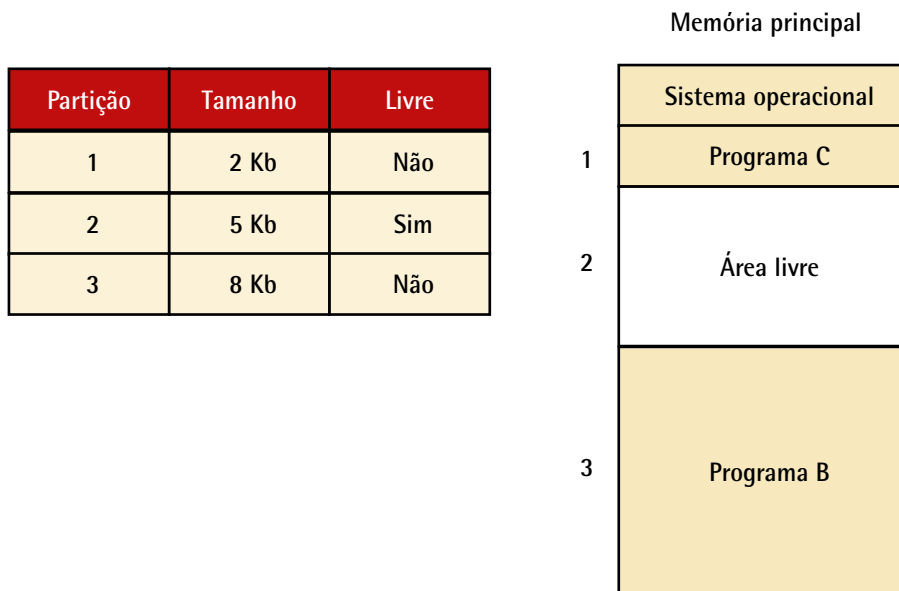 Memória principal
Partição Tamanho Livre
1 2 Kb Não
2 5 Kb Sim
3 8 Kb Não
Sistema operacional
1 Programa C
2 Área livre
3 Programa B